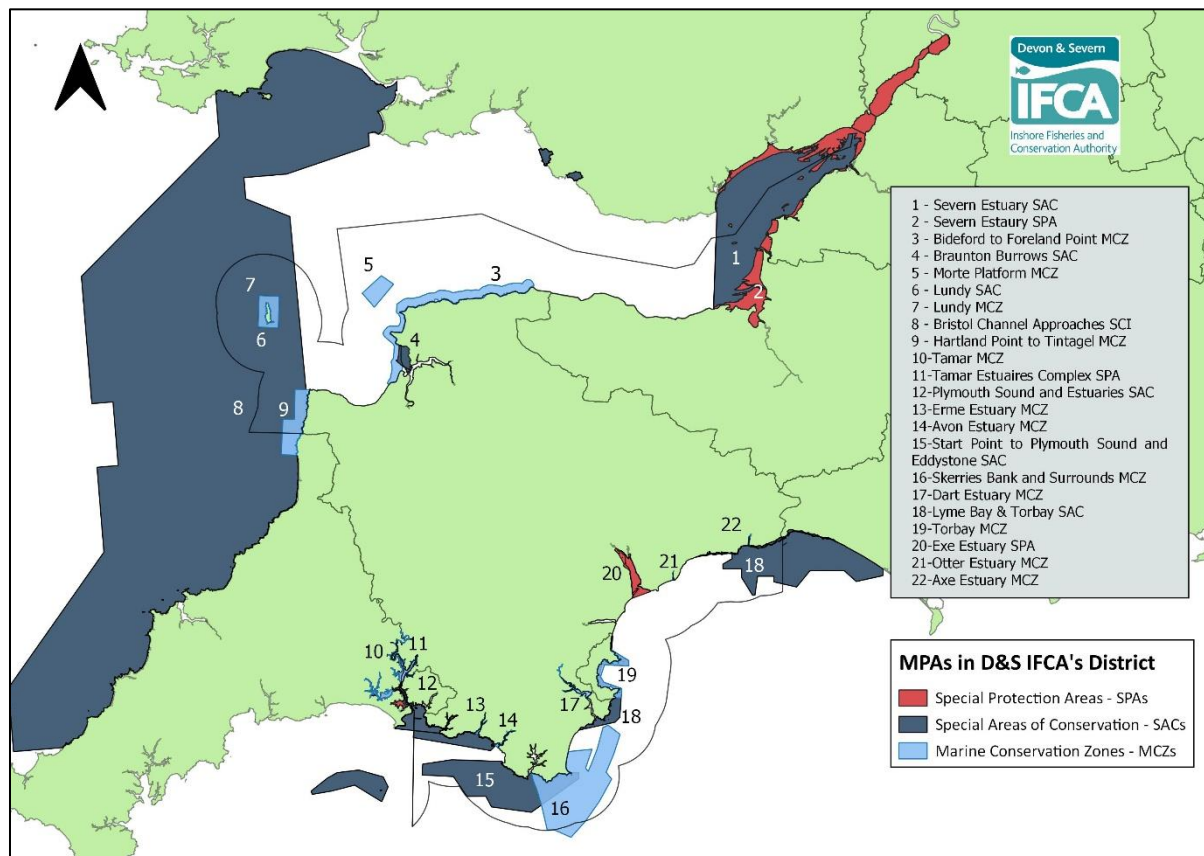 Devon & Severn
IFCA
Inshore Fisheries and
Conservation Authority
1 - Severn Estuary SAC
2 - Severn Estaury SPA
3 - Bideford to Foreland Point MCZ
4 - Braunton Burrows SAC
5 - Morte Platform MCZ
6 - Lundy SAC
7 - Lundy MCZ
8 - Bristol Channel Approaches SCI
9 - Hartland Point to Tintagel MCZ
10-Tamar MCZ
11-Tamar Estuaires Complex SPA
12-Plymouth Sound and Estuaries SAC
13-Erme Estuary MCZ
14-Avon Estuary MCZ
15-Start Point to Plymouth Sound and
Eddystone SAC
16-Skerries Bank and Surrounds MCZ
17-Dart Estuary MCZ
18-Lyme Bay & Torbay SAC
19-Torbay MCZ
20-Exe Estuary SPA
21-Otter Estuary MCZ
22-Axe Estuary MCZ
1
2
5
3
7
6
4
8
9
22
18
20
21
10
11
12
13
14
17
19
18
15
16
MPAs in D&S IFCA's District
Special Protection Areas - SPAs
Special Areas of Conservation - SACs
Marine Conservation Zones - MCZs